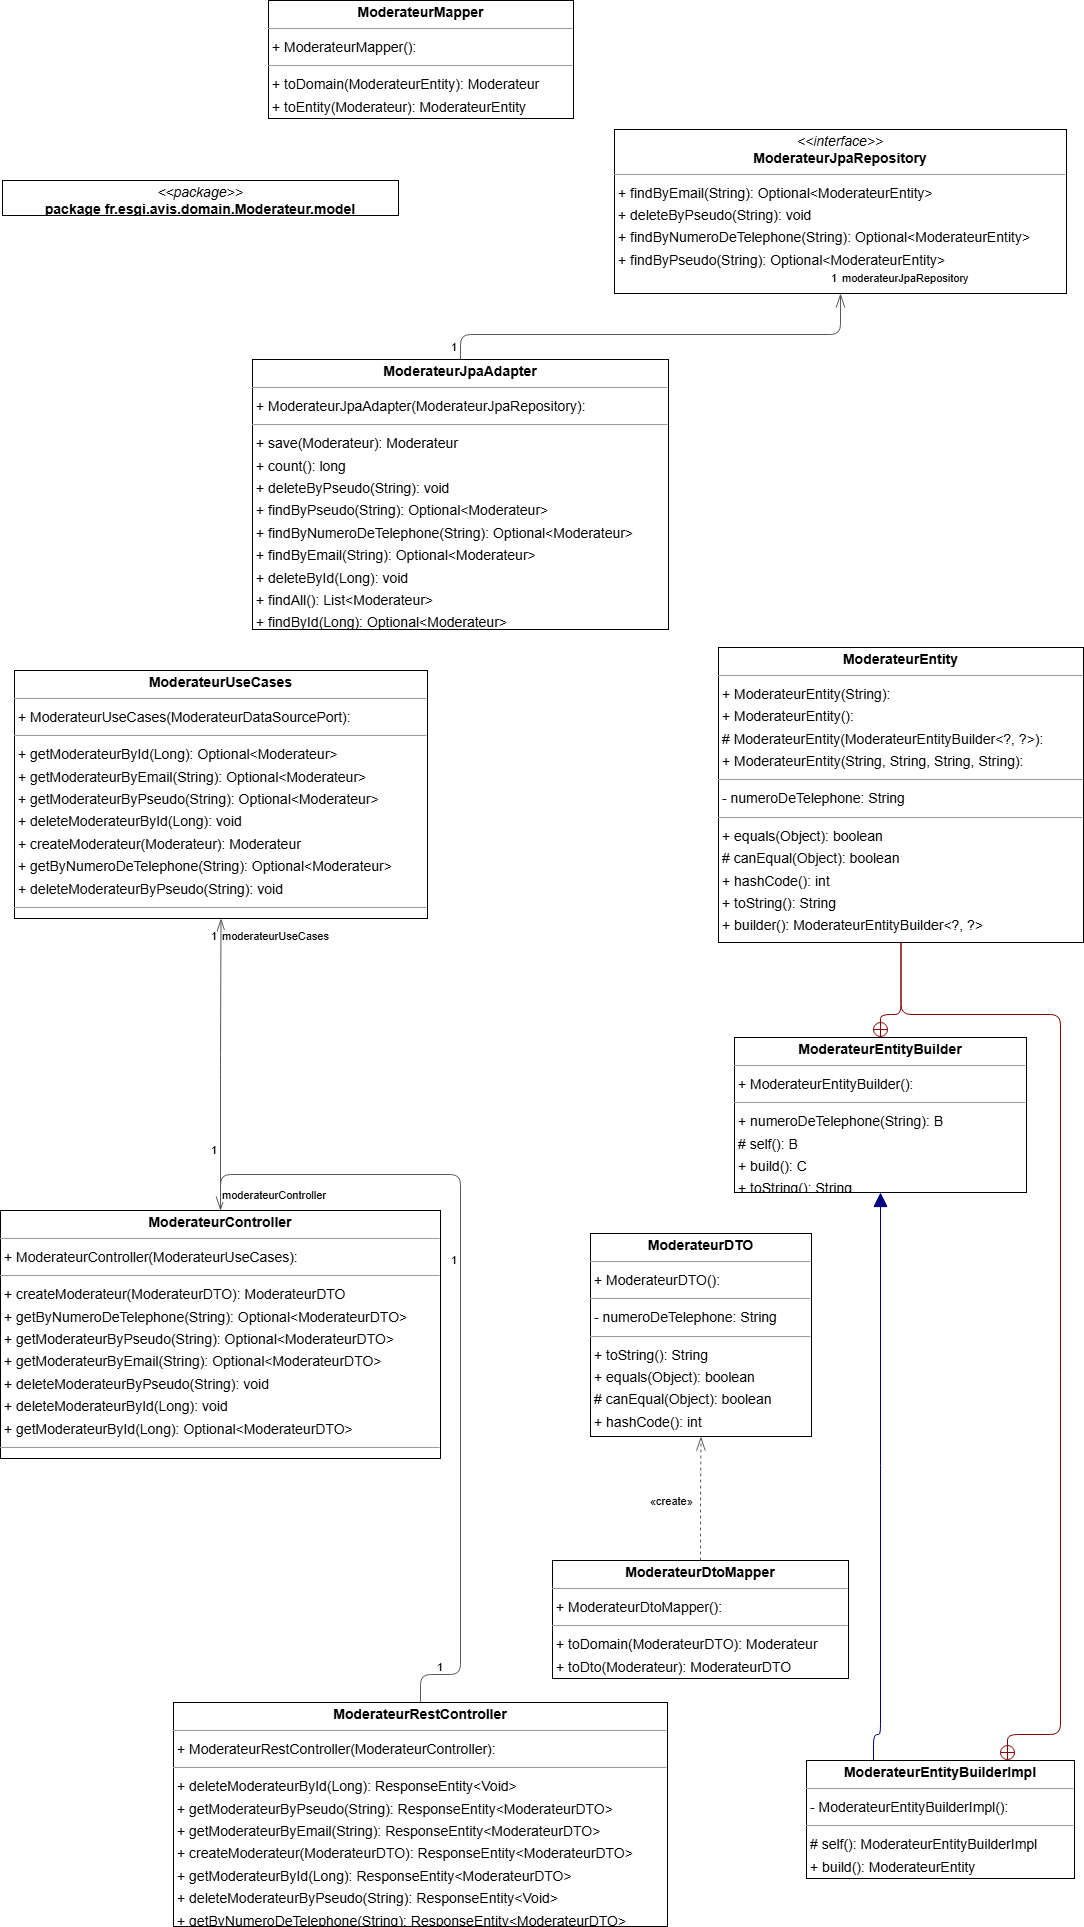 ModerateurMapper
+ ModerateurMapper():
+ toDomain(ModerateurEntity): Moderateur
+ toEntity(Moderateur): ModerateurEntity
<<interface>>
ModerateurJpaRepository
+ findByEmail(String): Optional<ModerateurEntity>
+ deleteByPseudo(String): void
+ findByNumeroDeTelephone(String): Optional<ModerateurEntity>
+ findByPseudo(String): Optional<ModerateurEntity>
1 moderateurJpaRepository
<<package>>
package fr.esgi.avis.domain.Moderateur.model
1
ModerateurJpaAdapter
+ ModerateurJpaAdapter(ModerateurJpaRepository):
+ save(Moderateur): Moderateur
+ count(): long
+ deleteByPseudo(String): void
+ findByPseudo(String): Optional<Moderateur>
+ findByNumeroDeTelephone(String): Optional<Moderateur>
+ findByEmail(String): Optional<Moderateur>
+ deleteById(Long): void
+ findAll(): List<Moderateur>
+ findById(Long): Optional<Moderateur>
ModerateurUseCases
+ ModerateurUseCases(ModerateurDataSourcePort):
+ getModerateurById(Long): Optional<Moderateur>
+ getModerateurByEmail(String): Optional<Moderateur>
+ getModerateurByPseudo(String): Optional<Moderateur>
+ deleteModerateurById(Long): void
+ createModerateur(Moderateur): Moderateur
+ getByNumeroDeTelephone(String): Optional<Moderateur>
+ deleteModerateurByPseudo(String): void
1 moderateurUseCases
ModerateurEntity
+ ModerateurEntity(String):
+ ModerateurEntity():
# ModerateurEntity(ModerateurEntityBuilder<?, ?>):
+ ModerateurEntity(String, String, String, String):
- numeroDeTelephone: String
+ equals(Object): boolean
# canEqual(Object): boolean
+ hashCode(): int
+ toString(): String
+ builder(): ModerateurEntityBuilder<?, ?>
ModerateurEntityBuilder
+ ModerateurEntityBuilder():
+ numeroDeTelephone(String): B
# self(): B
+ build(): C
+ toString(): String
1
moderateurController
ModerateurController
+ ModerateurController(ModerateurUseCases):
+ createModerateur(ModerateurDTO): ModerateurDTO
+ getByNumeroDeTelephone(String): Optional<ModerateurDTO>
+ getModerateurByPseudo(String): Optional<ModerateurDTO>
+ getModerateurByEmail(String): Optional<ModerateurDTO>
+ deleteModerateurByPseudo(String): void
+ deleteModerateurById(Long): void
+ getModerateurById(Long): Optional<ModerateurDTO>
1
ModerateurDTO
+ ModerateurDTO():
- numeroDeTelephone: String
+ toString(): String
+ equals(Object): boolean
# canEqual(Object): boolean
+ hashCode(): int
«create»
ModerateurDtoMapper
+ ModerateurDtoMapper():
+ toDomain(ModerateurDTO): Moderateur
+ toDto(Moderateur): ModerateurDTO
1
ModerateurRestController
+ ModerateurRestController(ModerateurController):
+ deleteModerateurById(Long): ResponseEntity<Void>
+ getModerateurByPseudo(String): ResponseEntity<ModerateurDTO>
+ getModerateurByEmail(String): ResponseEntity<ModerateurDTO>
+ createModerateur(ModerateurDTO): ResponseEntity<ModerateurDTO>
+ getModerateurById(Long): ResponseEntity<ModerateurDTO>
+ deleteModerateurByPseudo(String): ResponseEntity<Void>
+ getByNumeroDeTelephone(String): ResponseEntity<ModerateurDTO>
ModerateurEntityBuilderImpl
- ModerateurEntityBuilderImpl():
# self(): ModerateurEntityBuilderImpl
+ build(): ModerateurEntity